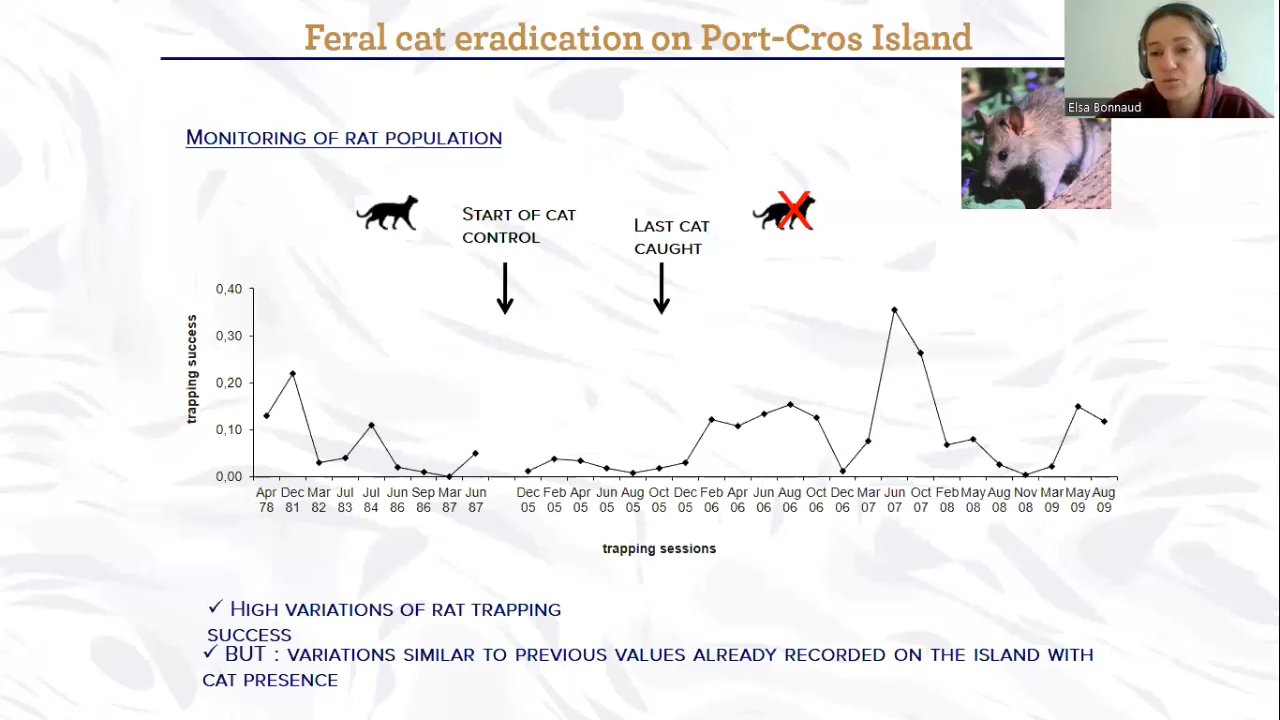 Feral cat eradication on Port-Cros Island
Elsa Bonnaud
MONITORING OF RAT POPULATION
START OF CAT
CONTROL
LAST CAT
CAUGHT
0,40
0,30
0,20
0,10
0,00
trapping success
Apr Dec Mar Jul Jul Jun Sep Mar Jun Dec Feb Apr Jun Aug Oct Dec Feb Apr Jun Aug Oct Dec Mar Jun Oct Feb May Aug Nov Mar May Aug
78 81 82 83 84 86 86 87 87 05 05 05 05 05 05 05 06 06 06 06 06 06 07 07 07 08 08 08 08 09 09 09
trapping sessions
✓ HIGH VARIATIONS OF RAT TRAPPING
SUCCESS
✓ BUT : VARIATIONS SIMILAR TO PREVIOUS VALUES ALREADY RECORDED ON THE ISLAND WITH
CAT PRESENCE